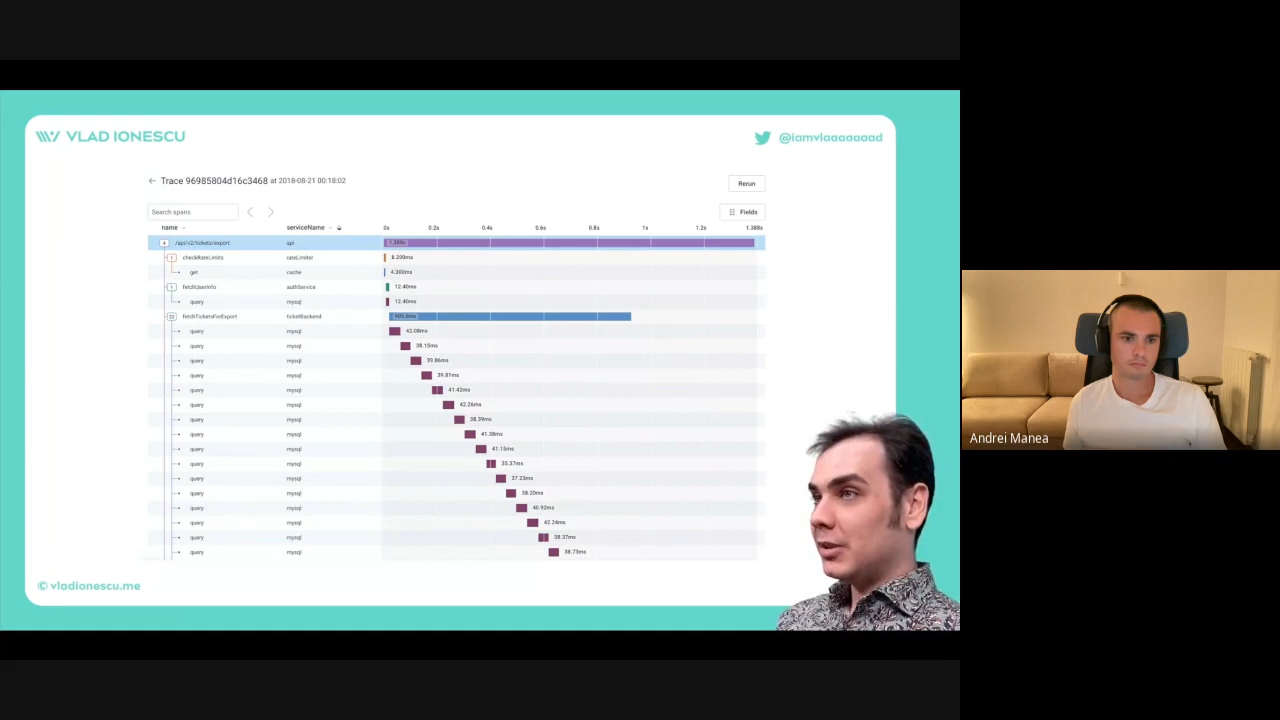 VLAD IONESCU
@iamvlaaaaaaad
← Trace 96985804d16c3468 at 2018-08-21 00:18:02
Rerun
Search spans
Fields
name serviceName 0s 0.2s 0.4s 0.6s 0.8s 1s 1.2s 1.388s
4 /api/v2/tickets/export api 1.388s
1 checkRateLimits rateLimiter 8.200ms
get cache 4.300ms
1 fetchUserInfo authService 12.40ms
query mysql 12.40ms
fetchTicketsForExport ticketBackend
query mysql 42.08ms
query mysql 38.15ms
query mysql 39.86ms
query mysql 39.81ms
query mysql 41.42ms
query mysql 42.26ms
query mysql 38.39ms
query mysql 41.38ms
query mysql 41.15ms
query mysql 35.37ms
query mysql 37.23ms
query mysql 38.20ms
query mysql 40.92ms
query mysql 42.24ms
query mysql 38.37ms
query mysql 38.73ms
© vladionescu.me
Andrei Manea